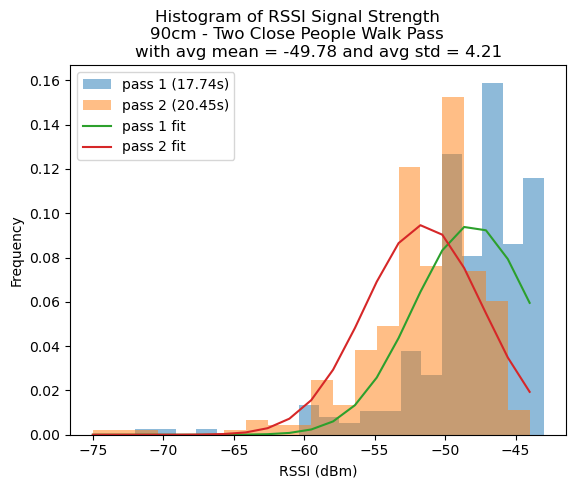 Histogram of RSSI Signal Strength
90cm - Two Close People Walk Pass
with avg mean = -49.78 and avg std = 4.21
pass 1 (17.74s)
pass 2 (20.45s)
pass 1 fit
pass 2 fit
0.16
0.14
0.12
0.10
0.08
0.06
0.04
0.02
0.00
Frequency
−75 −70 −65 −60 −55 −50 −45
RSSI (dBm)